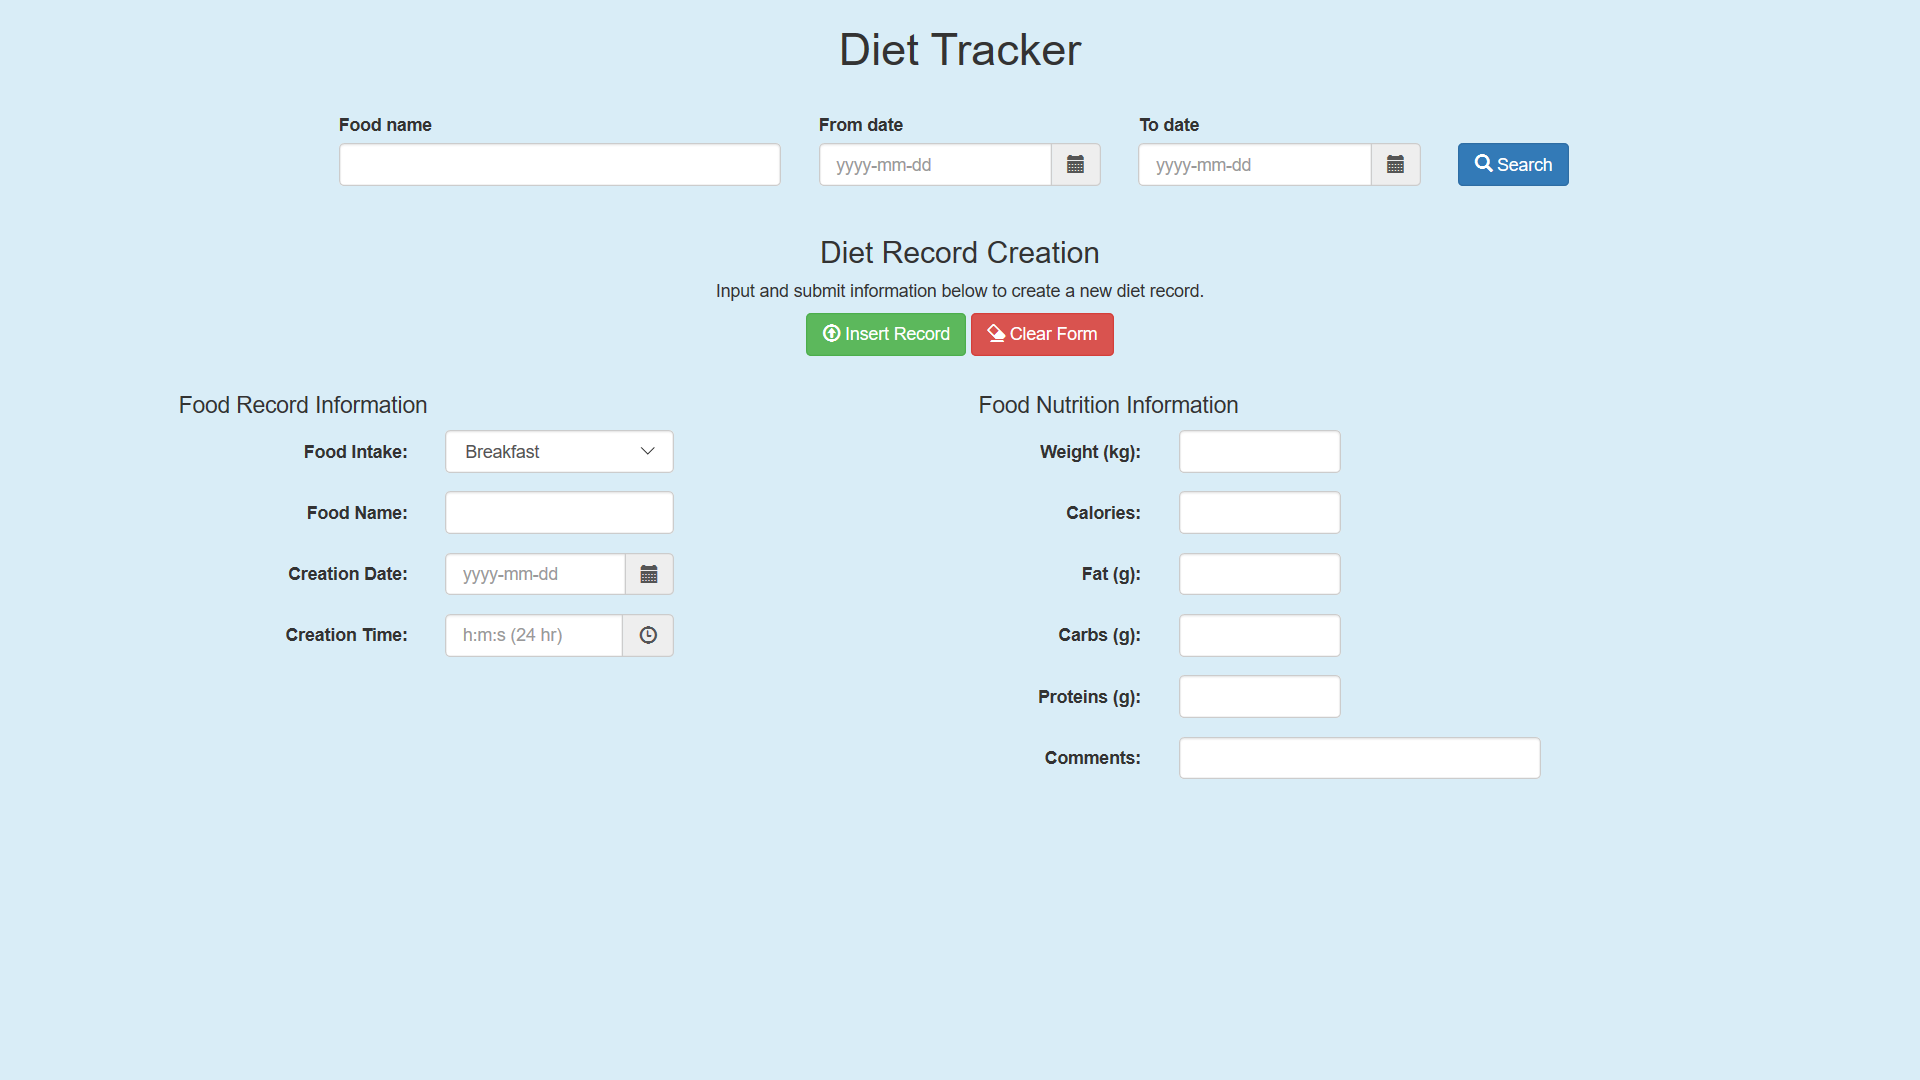 Diet Tracker
Food name
From date
To date
yyyy-mm-dd
yyyy-mm-dd
Search
Diet Record Creation
Input and submit information below to create a new diet record.
Insert Record
Clear Form
Food Record Information
Food Intake:
Breakfast
Food Name:
Creation Date:
yyyy-mm-dd
Creation Time:
h:m:s (24 hr)
Food Nutrition Information
Weight (kg):
Calories:
Fat (g):
Carbs (g):
Proteins (g):
Comments: